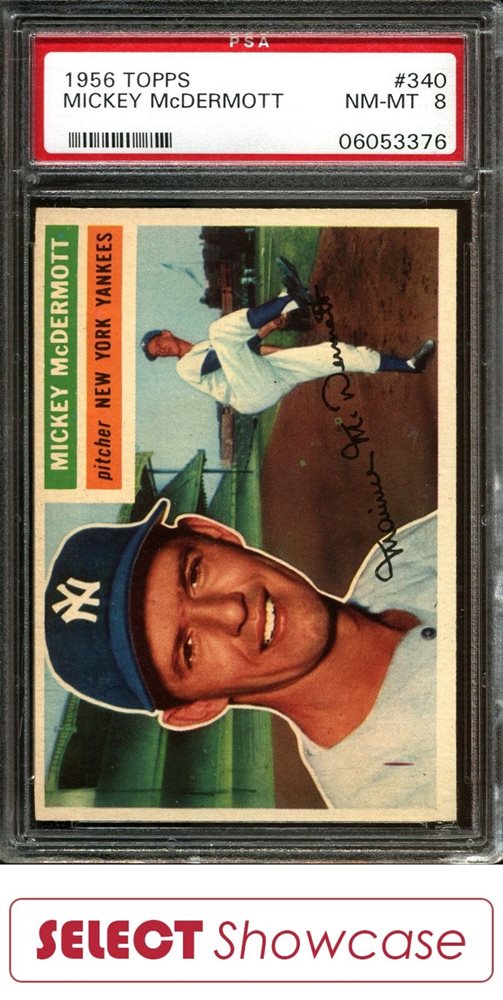 PSA
1956 TOPPS #340
MICKEY McDERMOTT NM-MT 8
06053376
MICKEY McDERMOTT
pitcher NEW YORK YANKEES
Maurice McDermott
NY
SELECT Showcase